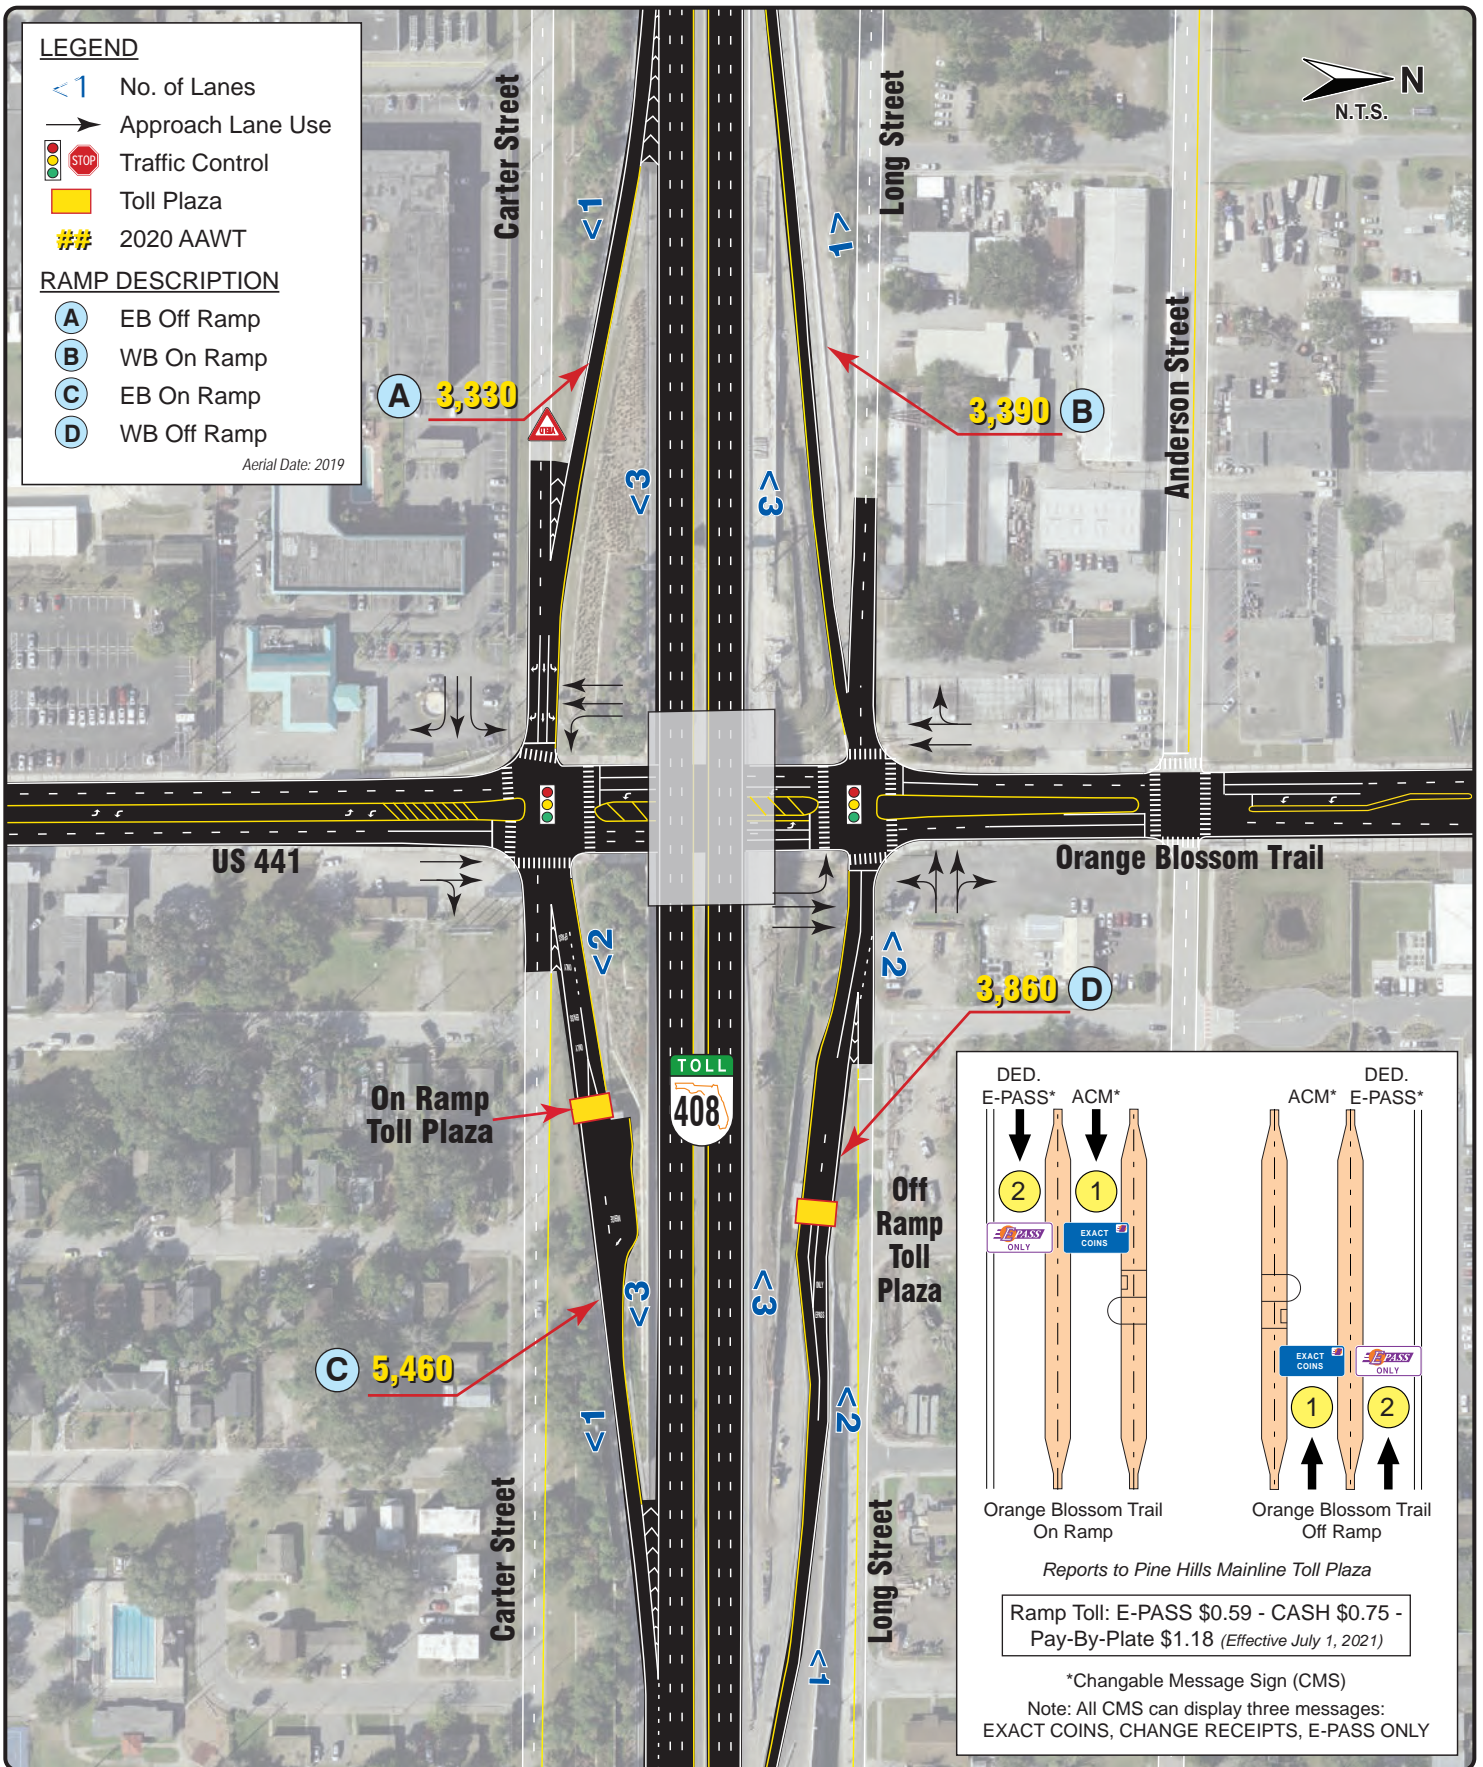 LEGEND
<1 No. of Lanes
Approach Lane Use
STOP Traffic Control
Toll Plaza
## 2020 AAWT
RAMP DESCRIPTION
A EB Off Ramp
B WB On Ramp
C EB On Ramp
D WB Off Ramp
Aerial Date: 2019
N
N.T.S.
Carter Street
Long Street
Anderson Street
<1
<1
A 3,330
3,390 B
YIELD
<3
<3
US 441
Orange Blossom Trail
<2
<2
3,860 D
On Ramp
Toll Plaza
TOLL
408
Off
Ramp
Toll
Plaza
ONLY
EPASS
<3
<3
C 5,460
<1
<2
Carter Street
Long Street
<1
DED.
E-PASS*
ACM*
2
1
E-PASS
ONLY
EXACT
COINS
Orange Blossom Trail
On Ramp
ACM*
DED.
E-PASS*
EXACT
COINS
E-PASS
ONLY
1
2
Orange Blossom Trail
Off Ramp
Reports to Pine Hills Mainline Toll Plaza
Ramp Toll: E-PASS $0.59 - CASH $0.75 -
Pay-By-Plate $1.18 (Effective July 1, 2021)
*Changable Message Sign (CMS)
Note: All CMS can display three messages:
EXACT COINS, CHANGE RECEIPTS, E-PASS ONLY